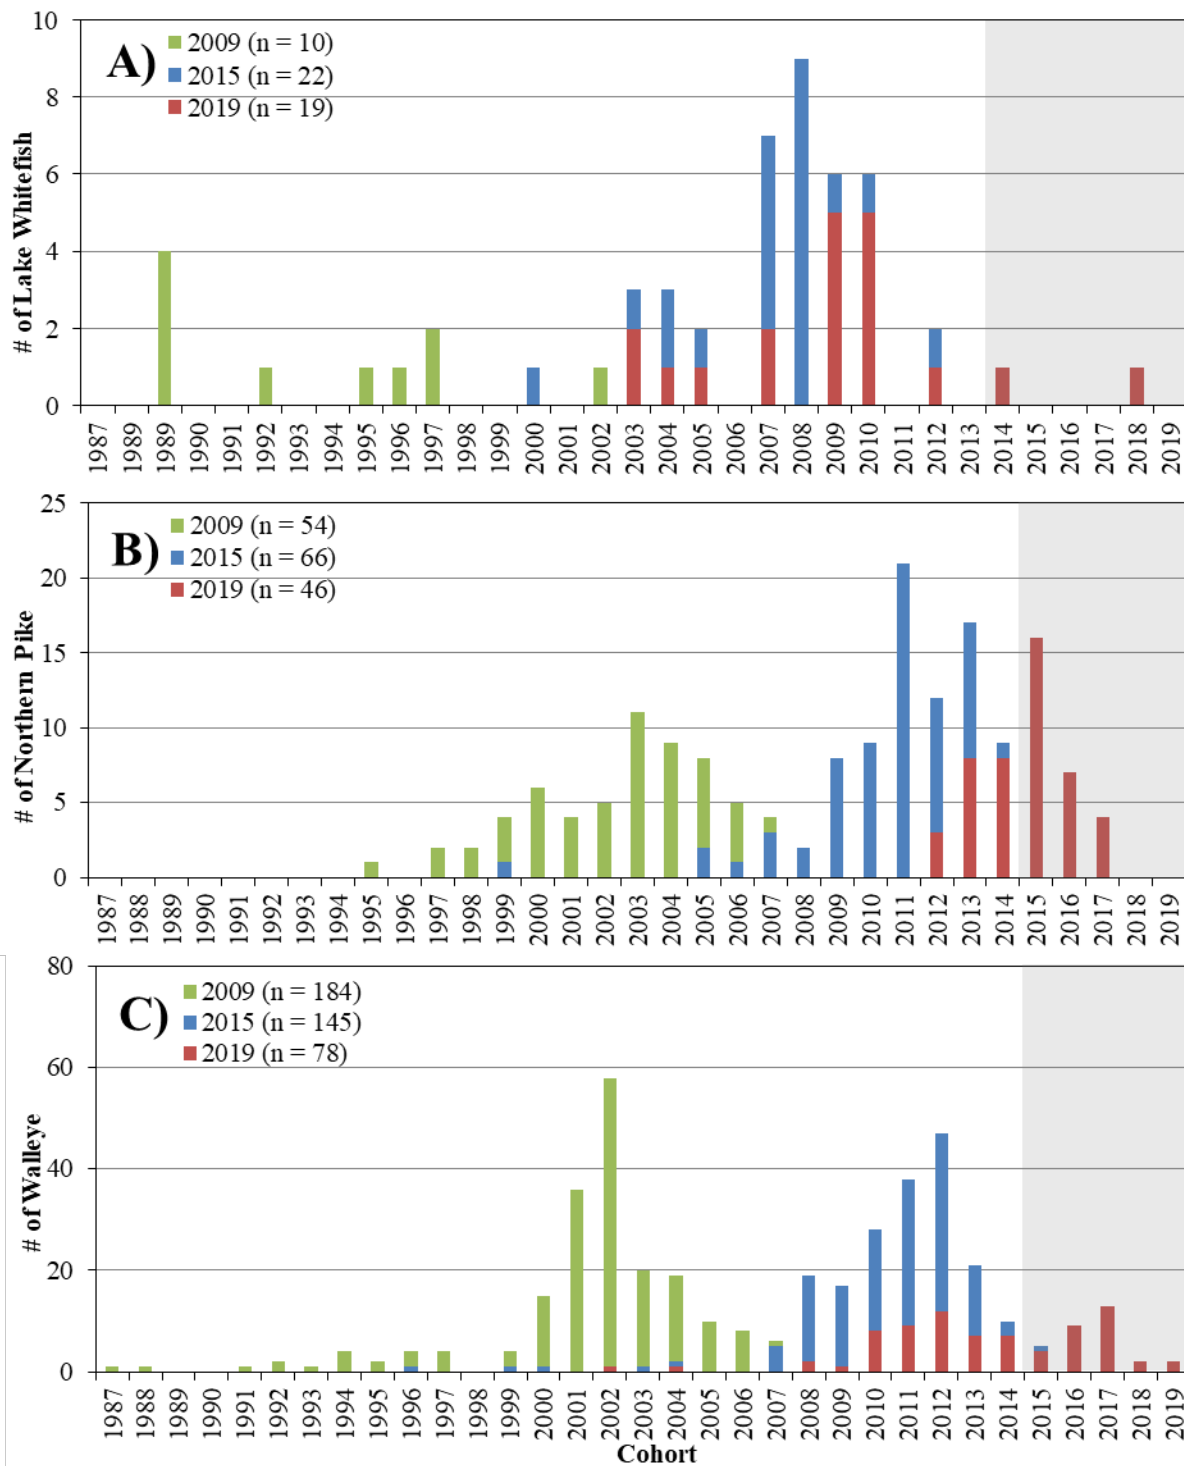 10
8
6
4
2
0
# of Lake Whitefish
A)
2009 (n = 10)
2015 (n = 22)
2019 (n = 19)
1987 1989 1989 1990 1991 1992 1993 1994 1995 1996 1997 1998 1999 2000 2001 2002 2003 2004 2005 2006 2007 2008 2009 2010 2011 2012 2013 2014 2015 2016 2017 2018 2019
25
20
15
10
5
0
# of Northern Pike
B)
2009 (n = 54)
2015 (n = 66)
2019 (n = 46)
1987 1988 1989 1990 1991 1992 1993 1994 1995 1996 1997 1998 1999 2000 2001 2002 2003 2004 2005 2006 2007 2008 2009 2010 2011 2012 2013 2014 2015 2016 2017 2018 2019
80
60
40
20
0
# of Walleye
C)
2009 (n = 184)
2015 (n = 145)
2019 (n = 78)
1987 1988 1989 1990 1991 1992 1993 1994 1995 1996 1997 1998 1999 2000 2001 2002 2003 2004 2005 2006 2007 2008 2009 2010 2011 2012 2013 2014 2015 2016 2017 2018 2019
Cohort